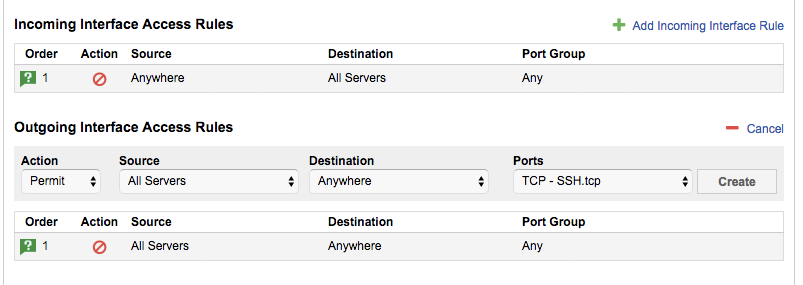 Incoming Interface Access Rules
Add Incoming Interface Rule
Order Action Source Destination Port Group
? 1 Anywhere All Servers Any
Outgoing Interface Access Rules
Cancel
Action Source Destination Ports
Permit All Servers Anywhere TCP - SSH.tcp Create
Order Action Source Destination Port Group
? 1 All Servers Anywhere Any